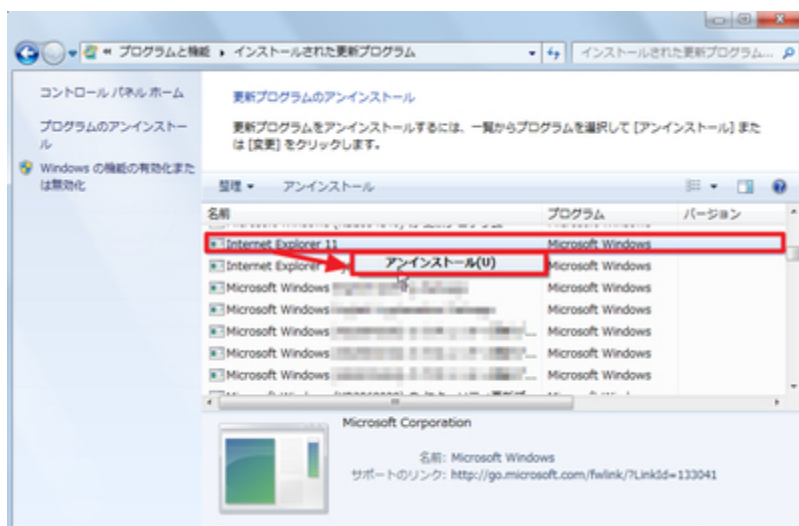 « プログラムと機能 ▸ インストールされた更新プログラム
インストールされた更新プログラム...
コントロール パネル ホーム
プログラムのアンインストー
ル
Windows の機能の有効化また
は無効化
更新プログラムのアンインストール
更新プログラムをアンインストールするには、一覧からプログラムを選択して [アンインストール] また
は [変更] をクリックします。
整理 ▾ アンインストール
名前 プログラム バージョン
Internet Explorer 11 Microsoft Windows
アンインストール(U)
Internet Explorer Microsoft Windows
Microsoft Windows Microsoft Windows
Microsoft Windows Microsoft Windows
Microsoft Windows ... Microsoft Windows
Microsoft Windows ... Microsoft Windows
Microsoft Windows ... Microsoft Windows
Microsoft Corporation
名前: Microsoft Windows
サポートのリンク: http://go.microsoft.com/fwlink/?LinkId=133041